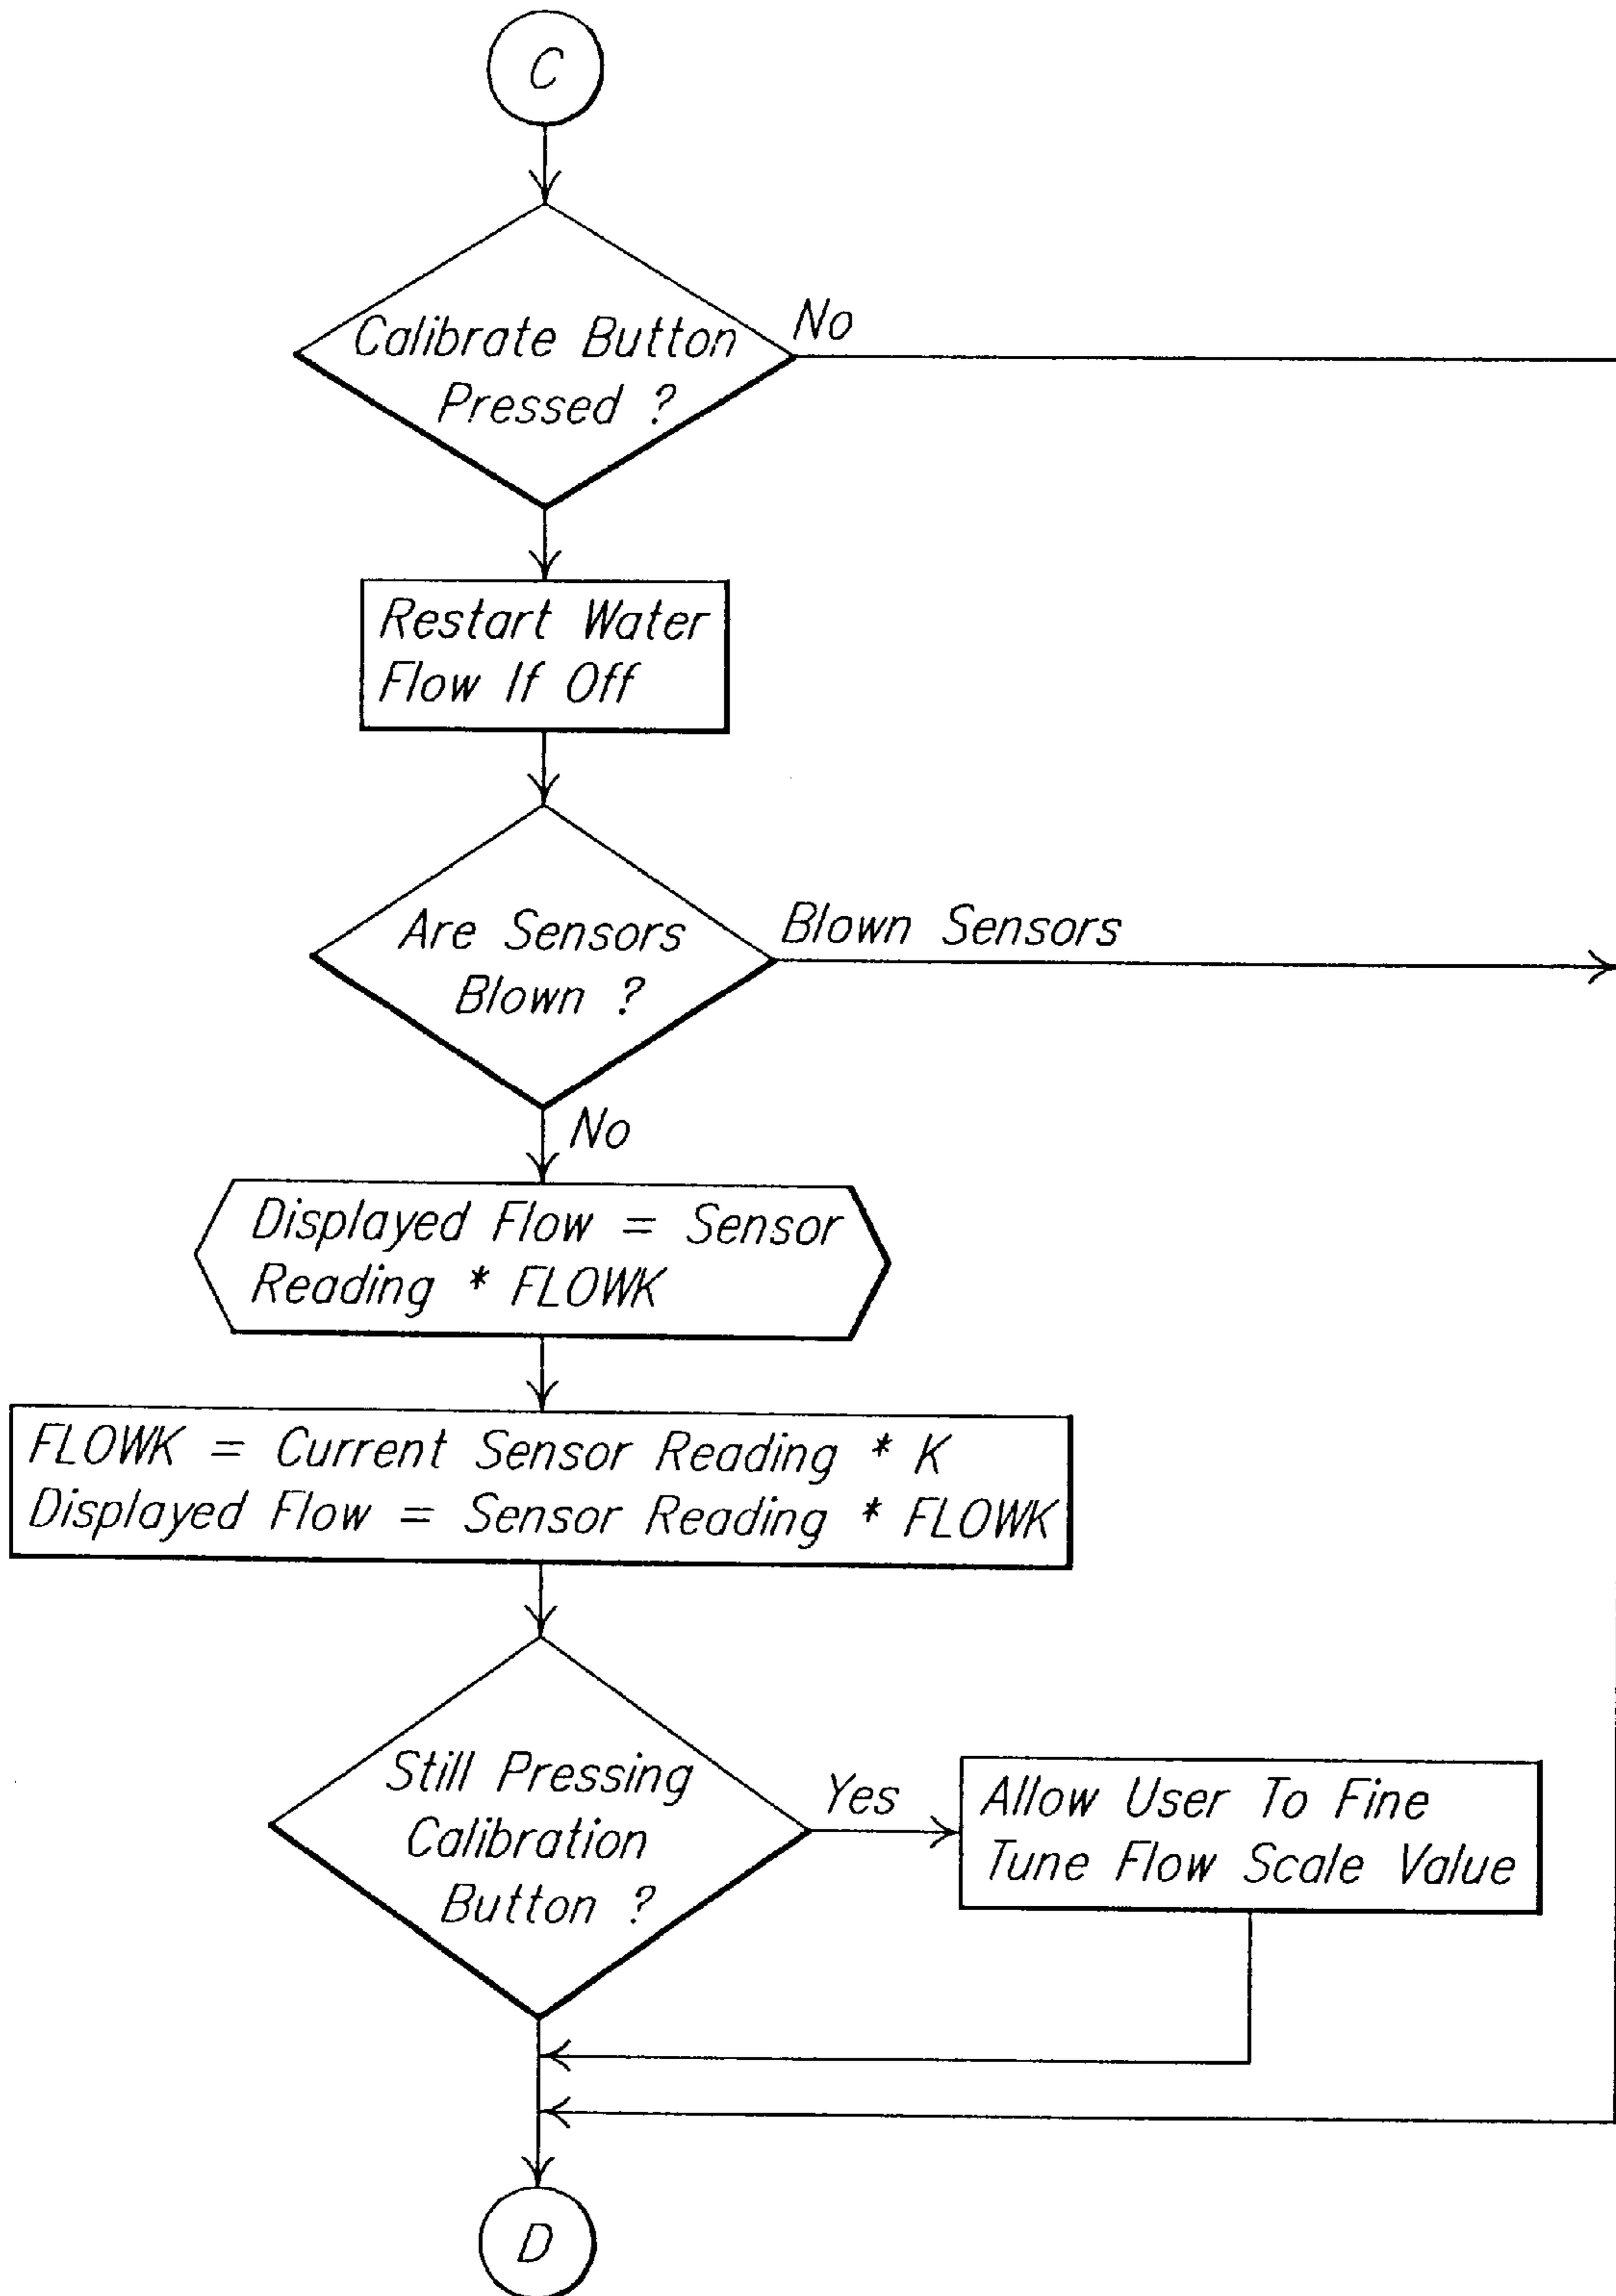 C
Calibrate Button
Pressed ?
No
Restart Water
Flow If Off
Are Sensors
Blown ?
Blown Sensors
No
Displayed Flow = Sensor
Reading * FLOWK
FLOWK = Current Sensor Reading * K
Displayed Flow = Sensor Reading * FLOWK
Still Pressing
Calibration
Button ?
Yes
Allow User To Fine
Tune Flow Scale Value
D